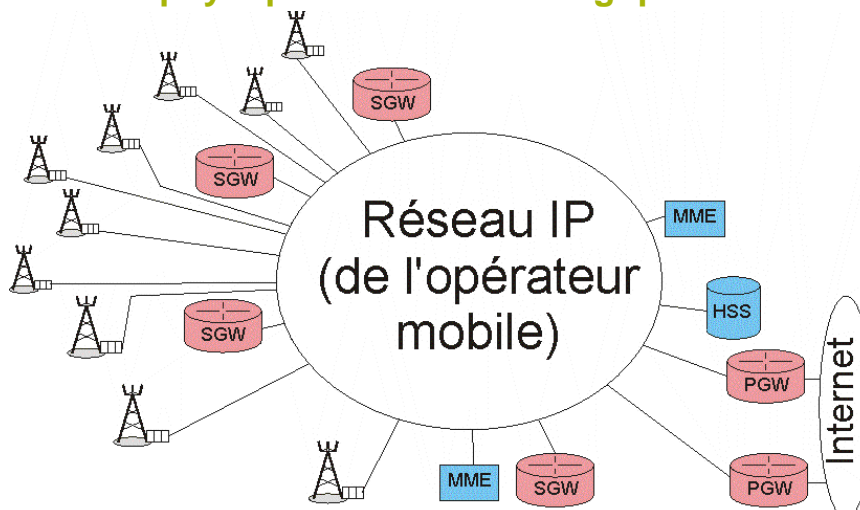 SGW
SGW
Réseau IP
(de l'opérateur
mobile)
MME
HSS
SGW
PGW
Internet
MME
SGW
PGW